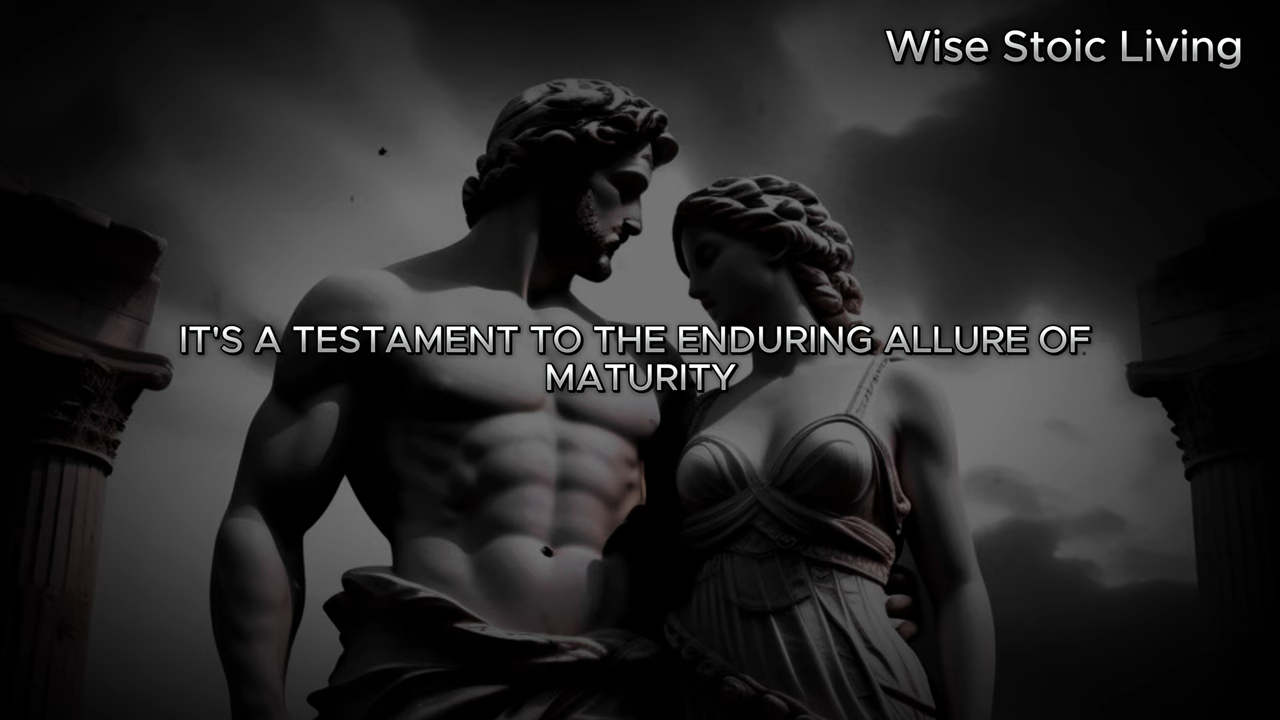 Wise Stoic Living
IT'S A TESTAMENT TO THE ENDURING ALLURE OF
MATURITY